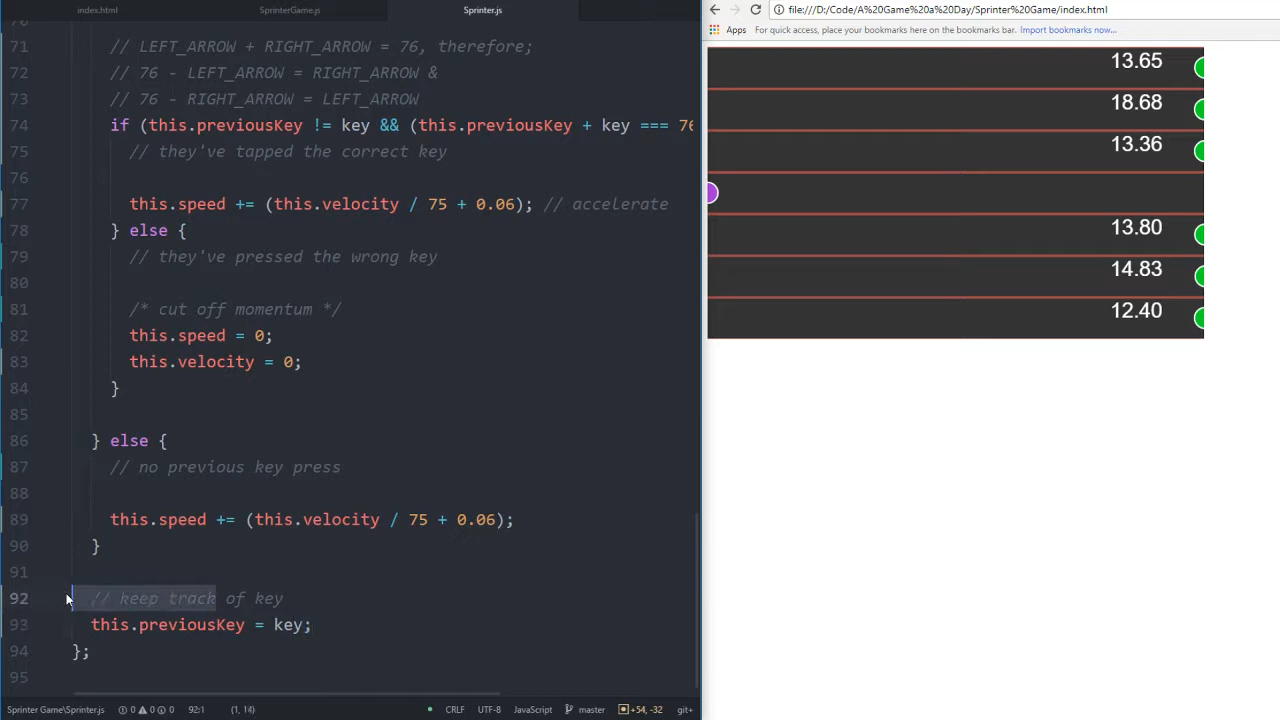 index.html
SprinterGame.js
Sprinter.js
file:///D:/Code/A%20Game%20a%20Day/Sprinter%20Game/index.html
Apps
For quick access, place your bookmarks here on the bookmarks bar. Import bookmarks now...
70
71 // LEFT_ARROW + RIGHT_ARROW = 76, therefore;
72 // 76 - LEFT_ARROW = RIGHT_ARROW &
73 // 76 - RIGHT_ARROW = LEFT_ARROW
74 if (this.previousKey != key && (this.previousKey + key === 76
75 // they've tapped the correct key
76
77 this.speed += (this.velocity / 75 + 0.06); // accelerate
78 } else {
79 // they've pressed the wrong key
80
81 /* cut off momentum */
82 this.speed = 0;
83 this.velocity = 0;
84 }
85
86 } else {
87 // no previous key press
88
89 this.speed += (this.velocity / 75 + 0.06);
90 }
91
92 // keep track of key
93 this.previousKey = key;
94 };
95
13.65
18.68
13.36
13.80
14.83
12.40
Sprinter Game\Sprinter.js 0 0 0 92:1 (1, 14) CRLF UTF-8 JavaScript master +54, -32 git+